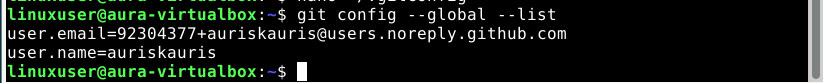 linuxuser@aura-virtualbox:~$ git config --global --list
user.email=92304377+auriskauris@users.noreply.github.com
user.name=auriskauris
linuxuser@aura-virtualbox:~$